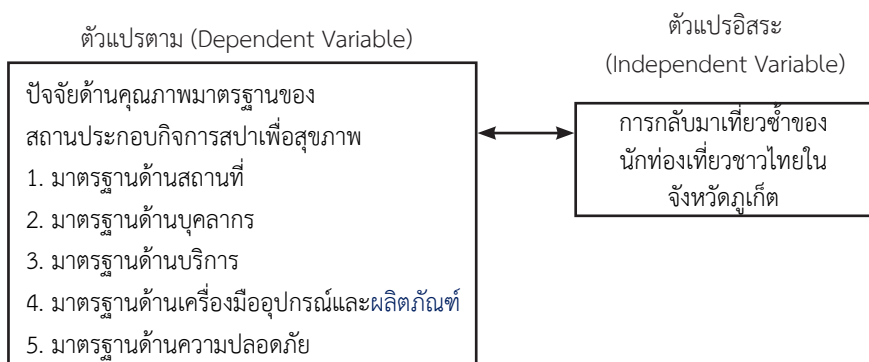 ตัวแปรตาม (Dependent Variable)
ปัจจัยด้านคุณภาพมาตรฐานของ
สถานประกอบกิจการสปาเพื่อสุขภาพ
1. มาตรฐานด้านสถานที่
2. มาตรฐานด้านบุคลากร
3. มาตรฐานด้านบริการ
4. มาตรฐานด้านเครื่องมืออุปกรณ์และผลิตภัณฑ์
5. มาตรฐานด้านความปลอดภัย
ตัวแปรอิสระ
(Independent Variable)
การกลับมาเที่ยวซ้ำของ
นักท่องเที่ยวชาวไทยใน
จังหวัดภูเก็ต